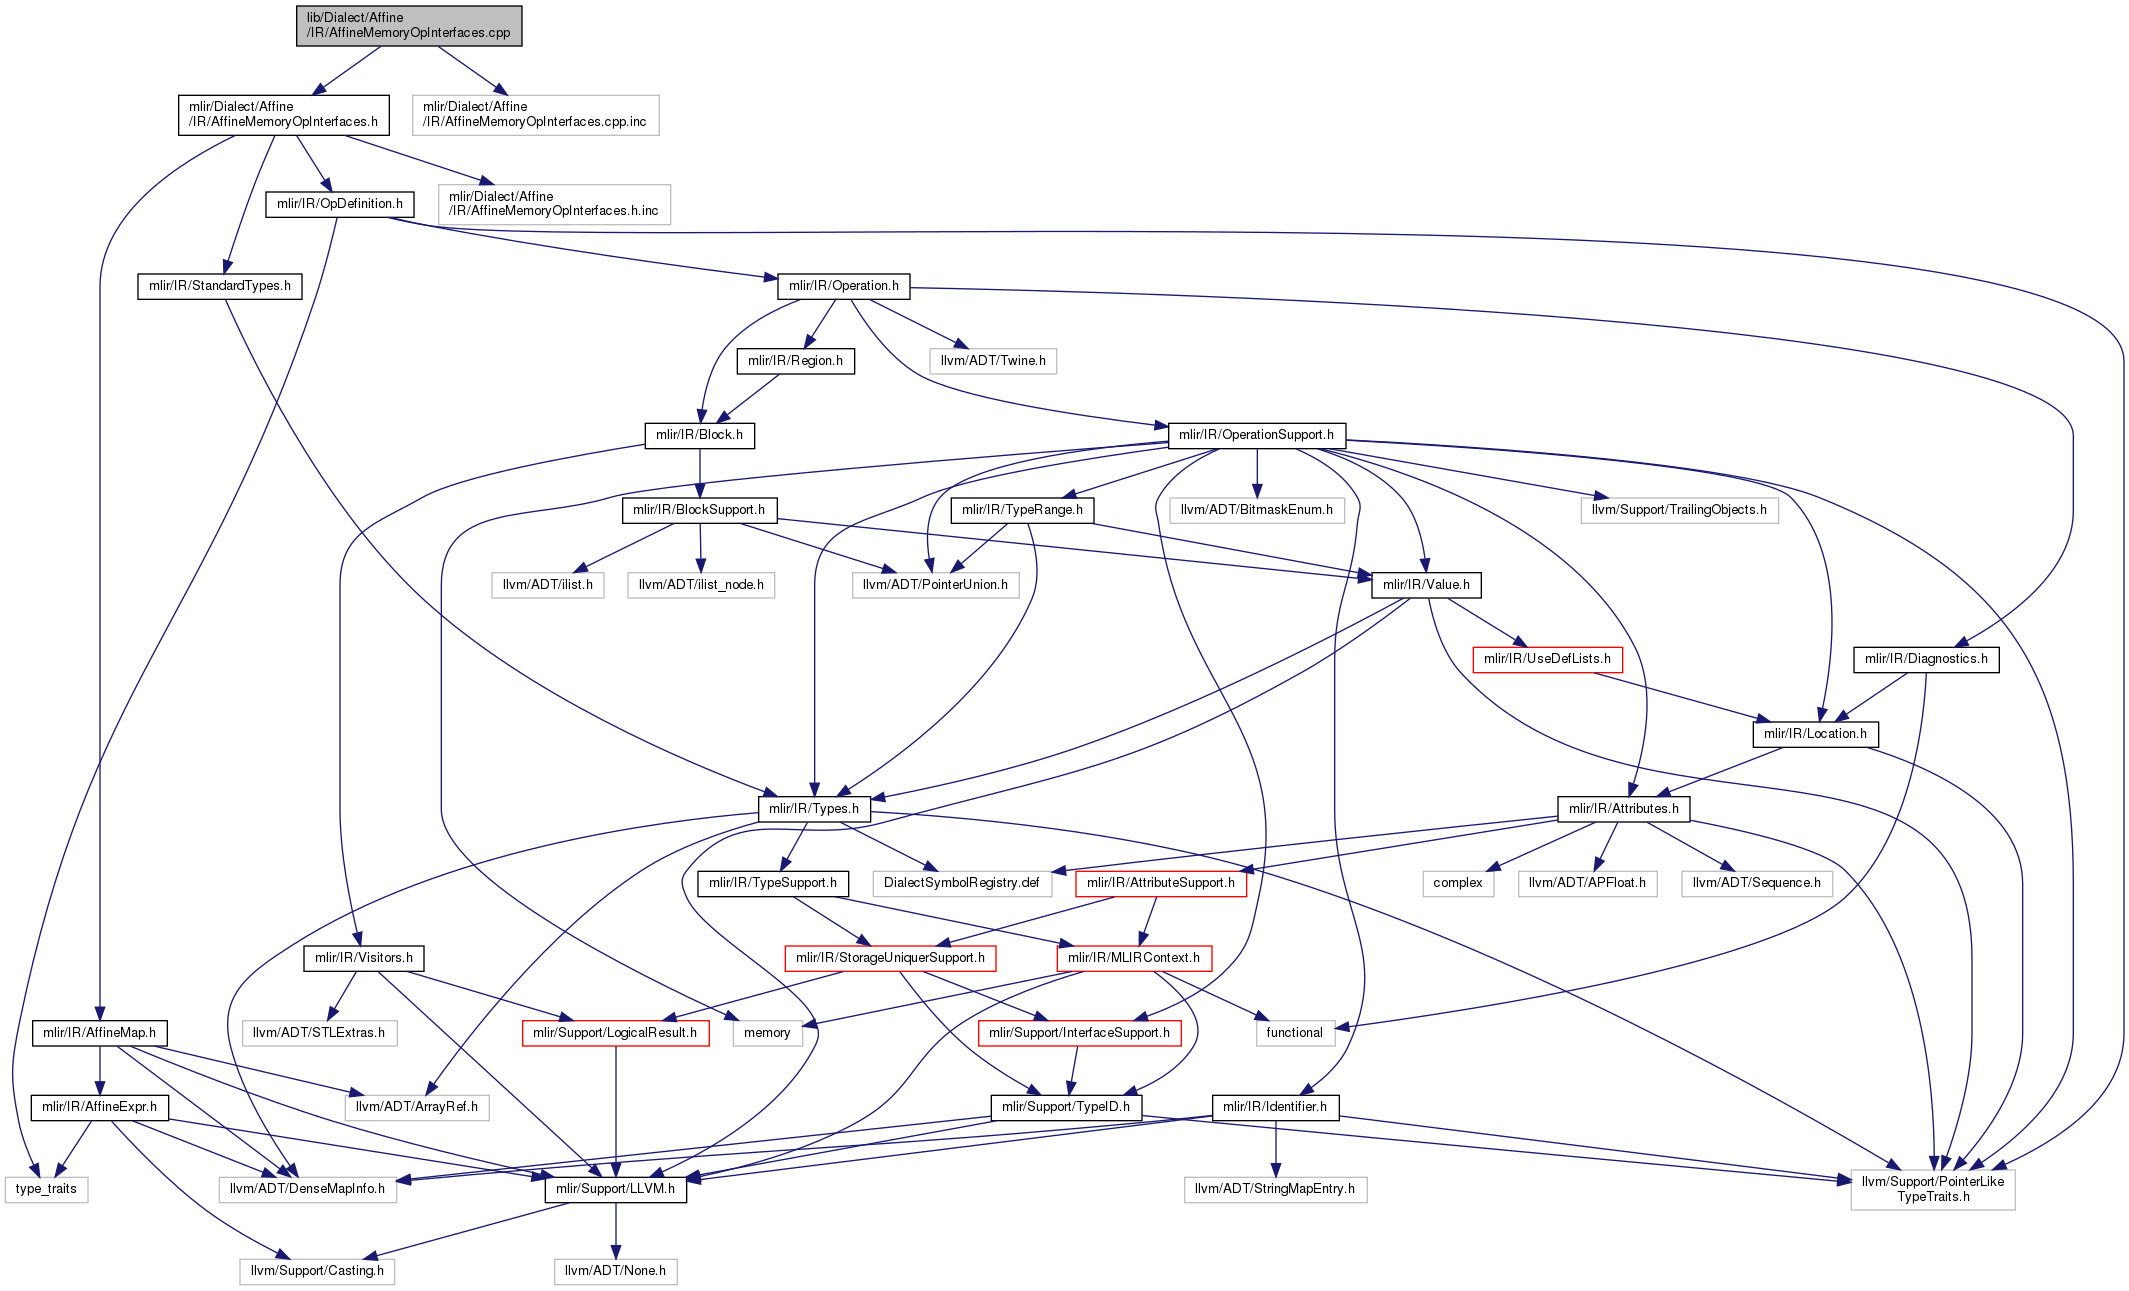 lib/Dialect/Affine
/IR/AffineMemoryOpInterfaces.cpp
mlir/Dialect/Affine
/IR/AffineMemoryOpInterfaces.h
mlir/Dialect/Affine
/IR/AffineMemoryOpInterfaces.cpp.inc
mlir/IR/OpDefinition.h
mlir/Dialect/Affine
/IR/AffineMemoryOpInterfaces.h.inc
mlir/IR/StandardTypes.h
mlir/IR/Operation.h
mlir/IR/Region.h
llvm/ADT/Twine.h
mlir/IR/Block.h
mlir/IR/OperationSupport.h
mlir/IR/BlockSupport.h
mlir/IR/TypeRange.h
llvm/ADT/BitmaskEnum.h
llvm/Support/TrailingObjects.h
llvm/ADT/ilist.h
llvm/ADT/ilist_node.h
llvm/ADT/PointerUnion.h
mlir/IR/Value.h
mlir/IR/UseDefLists.h
mlir/IR/Diagnostics.h
mlir/IR/Location.h
mlir/IR/Types.h
mlir/IR/Attributes.h
mlir/IR/TypeSupport.h
DialectSymbolRegistry.def
mlir/IR/AttributeSupport.h
complex
llvm/ADT/APFloat.h
llvm/ADT/Sequence.h
mlir/IR/Visitors.h
mlir/IR/StorageUniquerSupport.h
mlir/IR/MLIRContext.h
mlir/IR/AffineMap.h
llvm/ADT/STLExtras.h
mlir/Support/LogicalResult.h
memory
mlir/Support/InterfaceSupport.h
functional
mlir/IR/AffineExpr.h
llvm/ADT/ArrayRef.h
mlir/Support/TypeID.h
mlir/IR/Identifier.h
type_traits
llvm/ADT/DenseMapInfo.h
mlir/Support/LLVM.h
llvm/ADT/StringMapEntry.h
llvm/Support/PointerLike
TypeTraits.h
llvm/Support/Casting.h
llvm/ADT/None.h